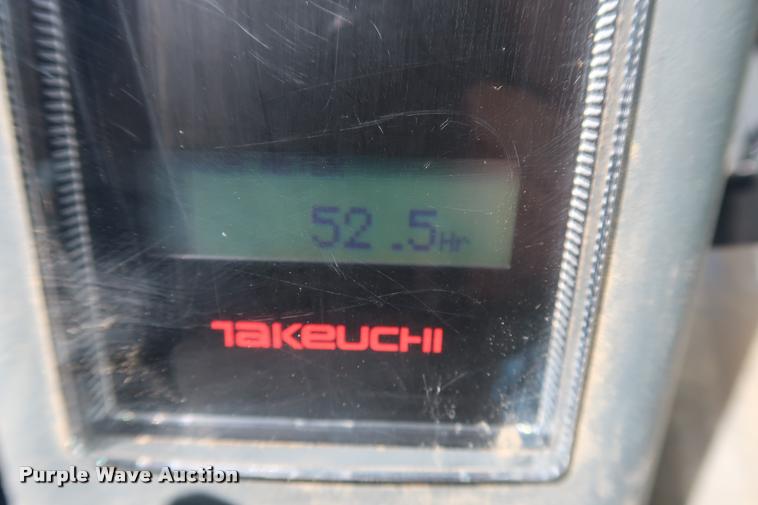 52.5Hr
TAKEUCHI
Purple Wave Auction